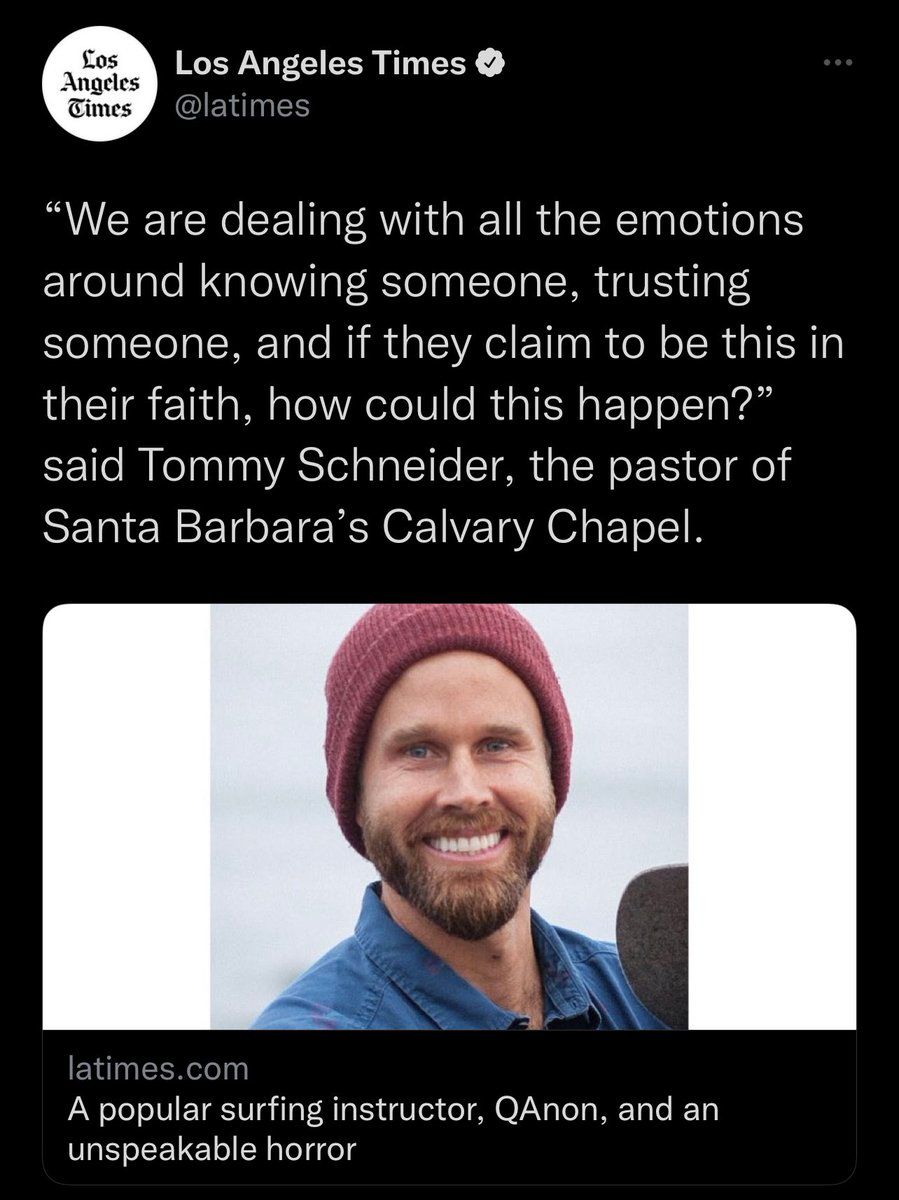 Los
Angeles
Times
Los Angeles Times
@latimes
“We are dealing with all the emotions
around knowing someone, trusting
someone, and if they claim to be this in
their faith, how could this happen?”
said Tommy Schneider, the pastor of
Santa Barbara’s Calvary Chapel.
latimes.com
A popular surfing instructor, QAnon, and an
unspeakable horror